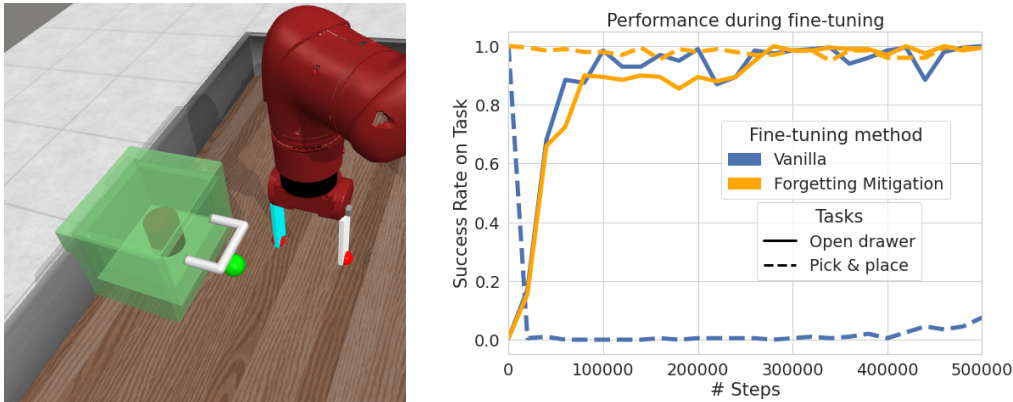 Performance during fine-tuning
Success Rate on Task
1.0
0.8
0.6
0.4
0.2
0.0
Fine-tuning method
Vanilla
Forgetting Mitigation
Tasks
Open drawer
Pick & place
0
100000
200000
300000
400000
500000
# Steps